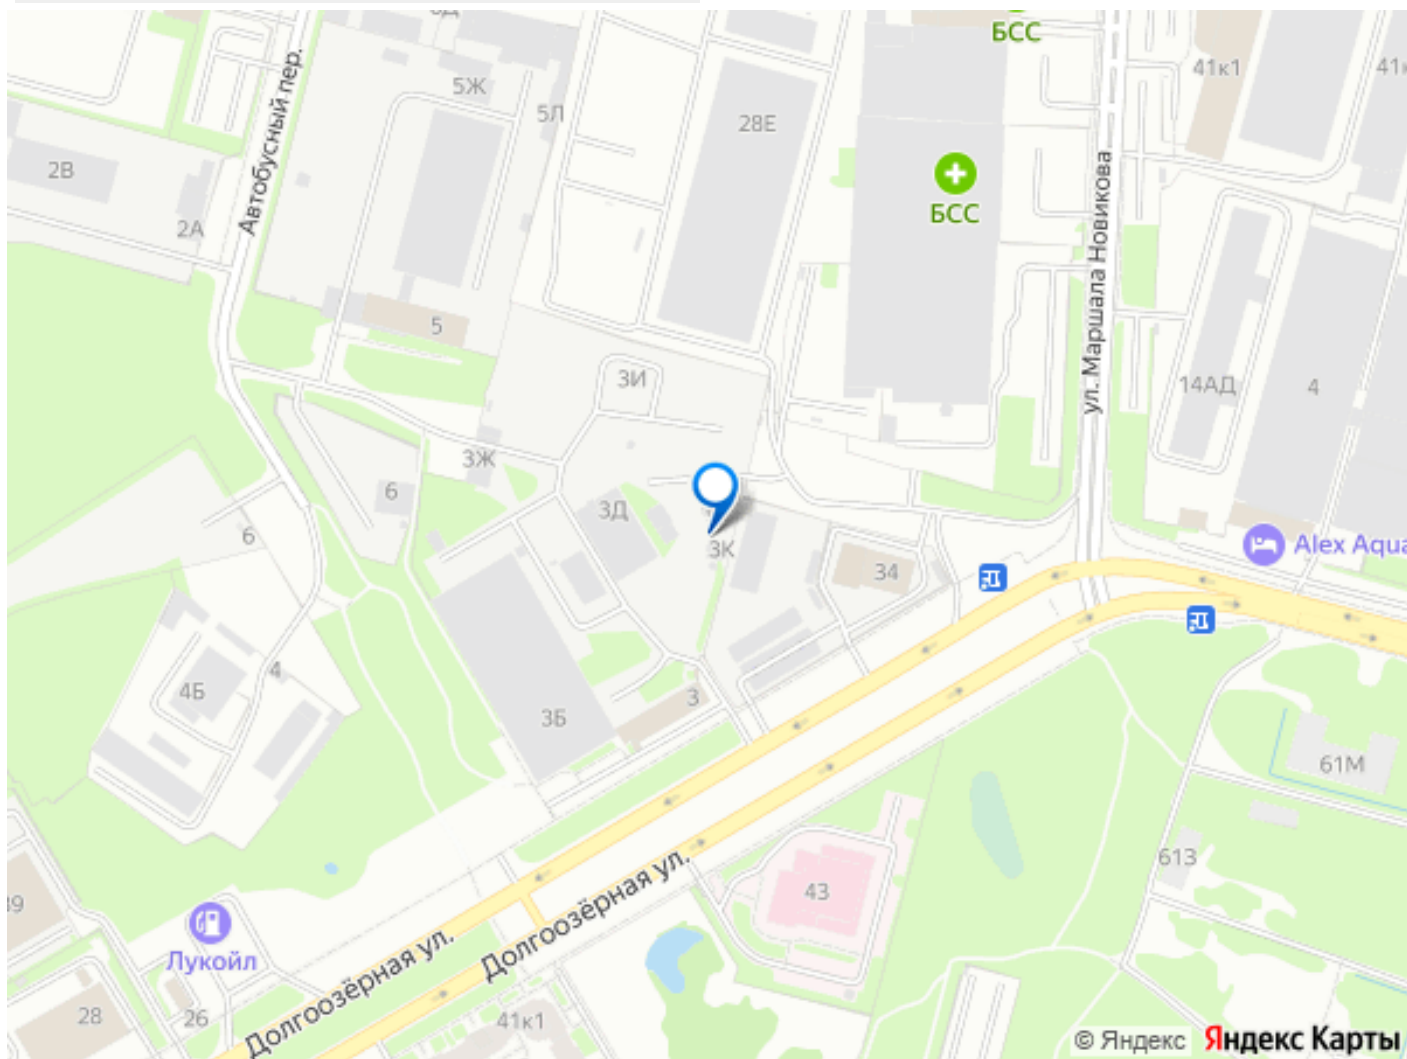 БСС
41к1
5Ж
5Л
28Е
2В
Автобусный пер.
БСС
2А
ул. Маршала Новикова
5
3И
14АД
4
3Ж
6
3Д
6
3К
34
Alex Aqua
4
4Б
3
3Б
61М
613
43
Лукойл
Долгоозёрная ул.
Долгоозёрная ул.
28
26
41к1
© Яндекс Яндекс Карты